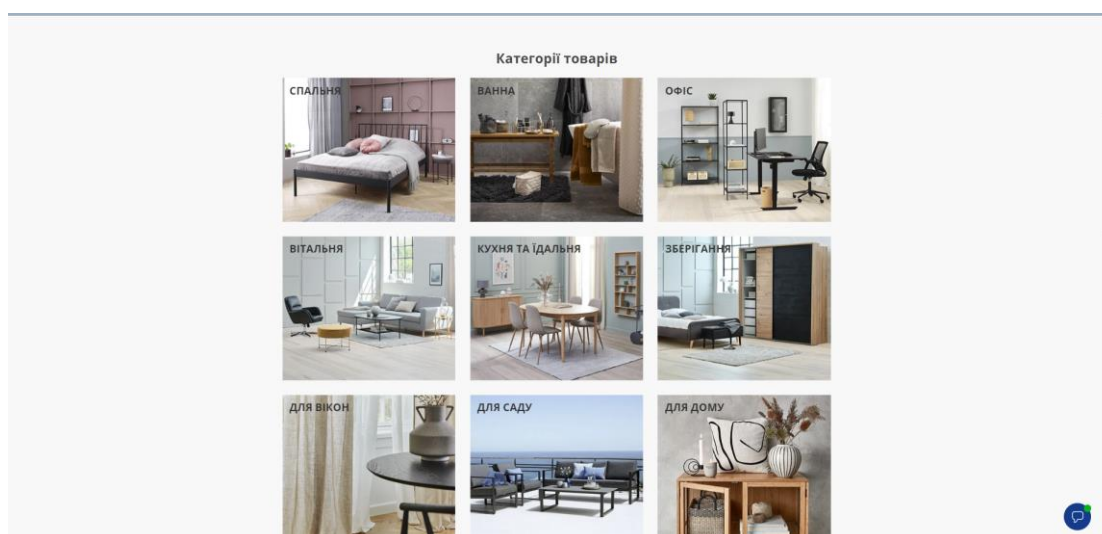 Категорії товарів
СПАЛЬНЯ
ВАННА
ОФІС
ВІТАЛЬНЯ
КУХНЯ ТА ЇДАЛЬНЯ
ЗБЕРІГАННЯ
ДЛЯ ВІКОН
ДЛЯ САДУ
ДЛЯ ДОМУ